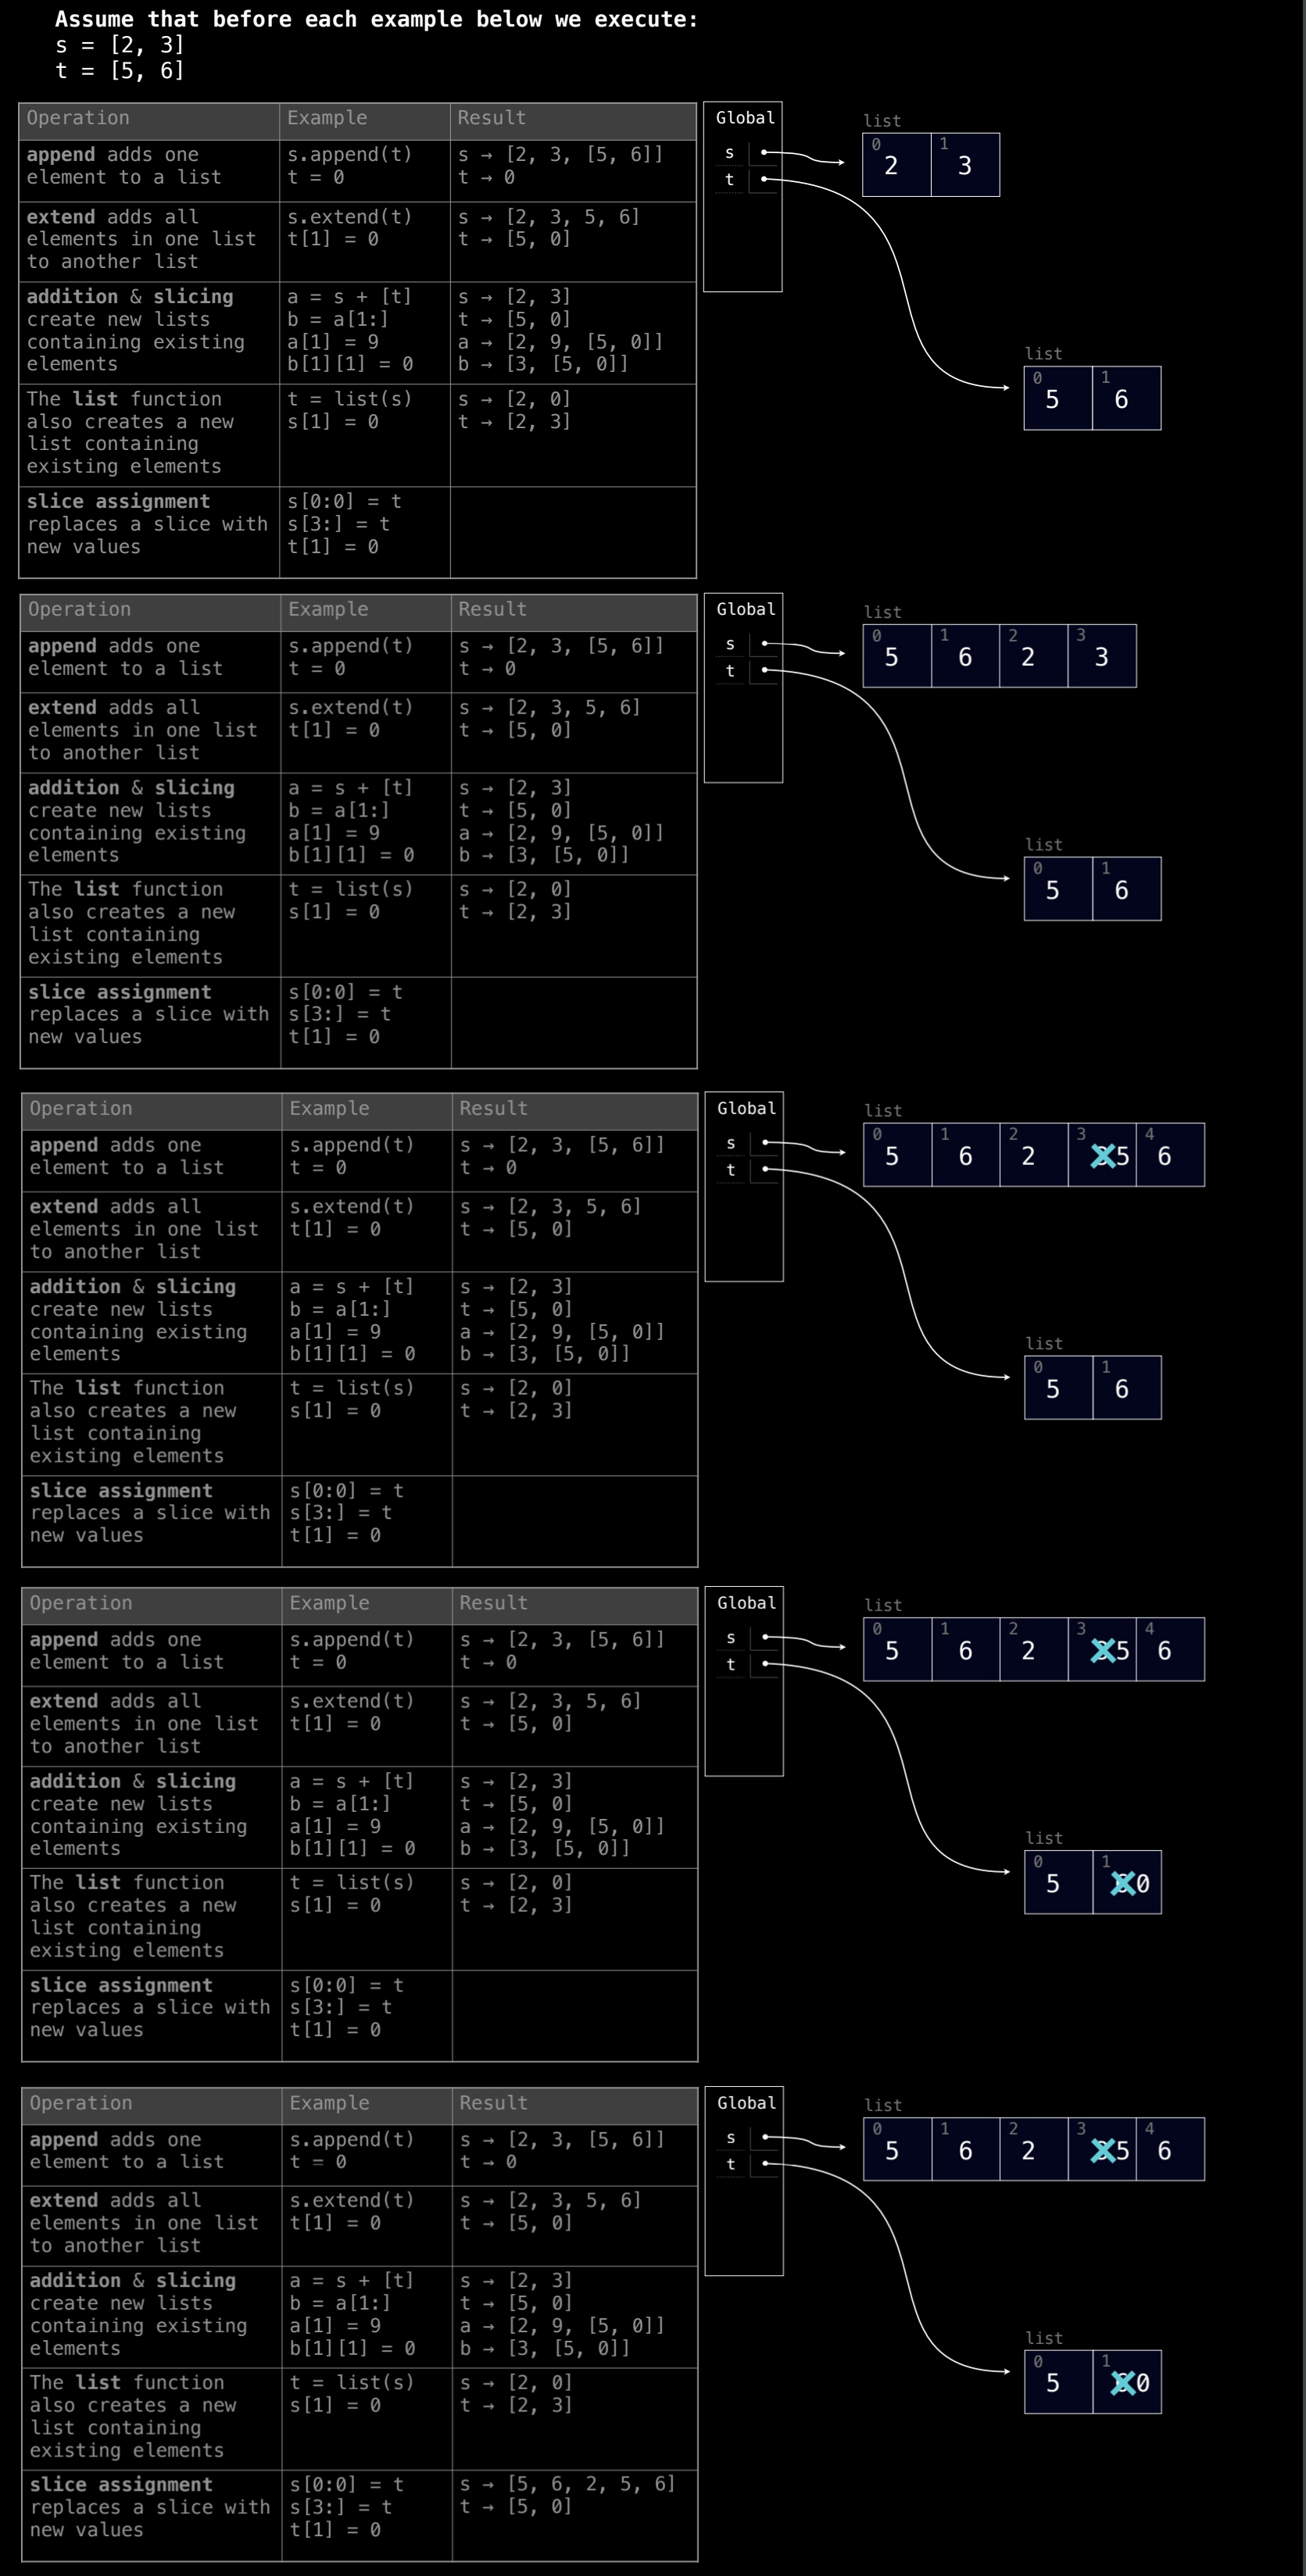 Assume that before each example below we execute:
s = [2, 3]
t = [5, 6]
Operation Example Result
append adds one s.append(t) s → [2, 3, [5, 6]]
element to a list t = 0 t → 0
extend adds all s.extend(t) s → [2, 3, 5, 6]
elements in one list t[1] = 0 t → [5, 0]
to another list
addition & slicing a = s + [t] s → [2, 3]
create new lists b = a[1:] t → [5, 0]
containing existing a[1] = 9 a → [2, 9, [5, 0]]
elements b[1][1] = 0 b → [3, [5, 0]]
The list function t = list(s) s → [2, 0]
also creates a new s[1] = 0 t → [2, 3]
list containing
existing elements
slice assignment s[0:0] = t
replaces a slice with s[3:] = t
new values t[1] = 0
Global
s
t
list
0 1
2 3
list
0 1
5 6
Operation Example Result
append adds one s.append(t) s → [2, 3, [5, 6]]
element to a list t = 0 t → 0
extend adds all s.extend(t) s → [2, 3, 5, 6]
elements in one list t[1] = 0 t → [5, 0]
to another list
addition & slicing a = s + [t] s → [2, 3]
create new lists b = a[1:] t → [5, 0]
containing existing a[1] = 9 a → [2, 9, [5, 0]]
elements b[1][1] = 0 b → [3, [5, 0]]
The list function t = list(s) s → [2, 0]
also creates a new s[1] = 0 t → [2, 3]
list containing
existing elements
slice assignment s[0:0] = t
replaces a slice with s[3:] = t
new values t[1] = 0
Global
s
t
list
0 1 2 3
5 6 2 3
list
0 1
5 6
Operation Example Result
append adds one s.append(t) s → [2, 3, [5, 6]]
element to a list t = 0 t → 0
extend adds all s.extend(t) s → [2, 3, 5, 6]
elements in one list t[1] = 0 t → [5, 0]
to another list
addition & slicing a = s + [t] s → [2, 3]
create new lists b = a[1:] t → [5, 0]
containing existing a[1] = 9 a → [2, 9, [5, 0]]
elements b[1][1] = 0 b → [3, [5, 0]]
The list function t = list(s) s → [2, 0]
also creates a new s[1] = 0 t → [2, 3]
list containing
existing elements
slice assignment s[0:0] = t
replaces a slice with s[3:] = t
new values t[1] = 0
Global
s
t
list
0 1 2 3 4
5 6 2 3 5 6
list
0 1
5 6
Operation Example Result
append adds one s.append(t) s → [2, 3, [5, 6]]
element to a list t = 0 t → 0
extend adds all s.extend(t) s → [2, 3, 5, 6]
elements in one list t[1] = 0 t → [5, 0]
to another list
addition & slicing a = s + [t] s → [2, 3]
create new lists b = a[1:] t → [5, 0]
containing existing a[1] = 9 a → [2, 9, [5, 0]]
elements b[1][1] = 0 b → [3, [5, 0]]
The list function t = list(s) s → [2, 0]
also creates a new s[1] = 0 t → [2, 3]
list containing
existing elements
slice assignment s[0:0] = t
replaces a slice with s[3:] = t
new values t[1] = 0
Global
s
t
list
0 1 2 3 4
5 6 2 3 5 6
list
0 1
5 6 0
Operation Example Result
append adds one s.append(t) s → [2, 3, [5, 6]]
element to a list t = 0 t → 0
extend adds all s.extend(t) s → [2, 3, 5, 6]
elements in one list t[1] = 0 t → [5, 0]
to another list
addition & slicing a = s + [t] s → [2, 3]
create new lists b = a[1:] t → [5, 0]
containing existing a[1] = 9 a → [2, 9, [5, 0]]
elements b[1][1] = 0 b → [3, [5, 0]]
The list function t = list(s) s → [2, 0]
also creates a new s[1] = 0 t → [2, 3]
list containing
existing elements
slice assignment s[0:0] = t s → [5, 6, 2, 5, 6]
replaces a slice with s[3:] = t t → [5, 0]
new values t[1] = 0
Global
s
t
list
0 1 2 3 4
5 6 2 3 5 6
list
0 1
5 6 0